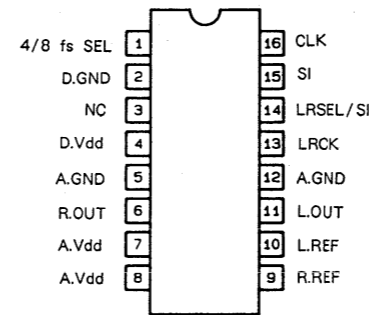 4/8 fs SEL 1 16 CLK
D.GND 2 15 SI
NC 3 14 LRSEL/SI
D.Vdd 4 13 LRCK
A.GND 5 12 A.GND
R.OUT 6 11 L.OUT
A.Vdd 7 10 L.REF
A.Vdd 8 9 R.REF